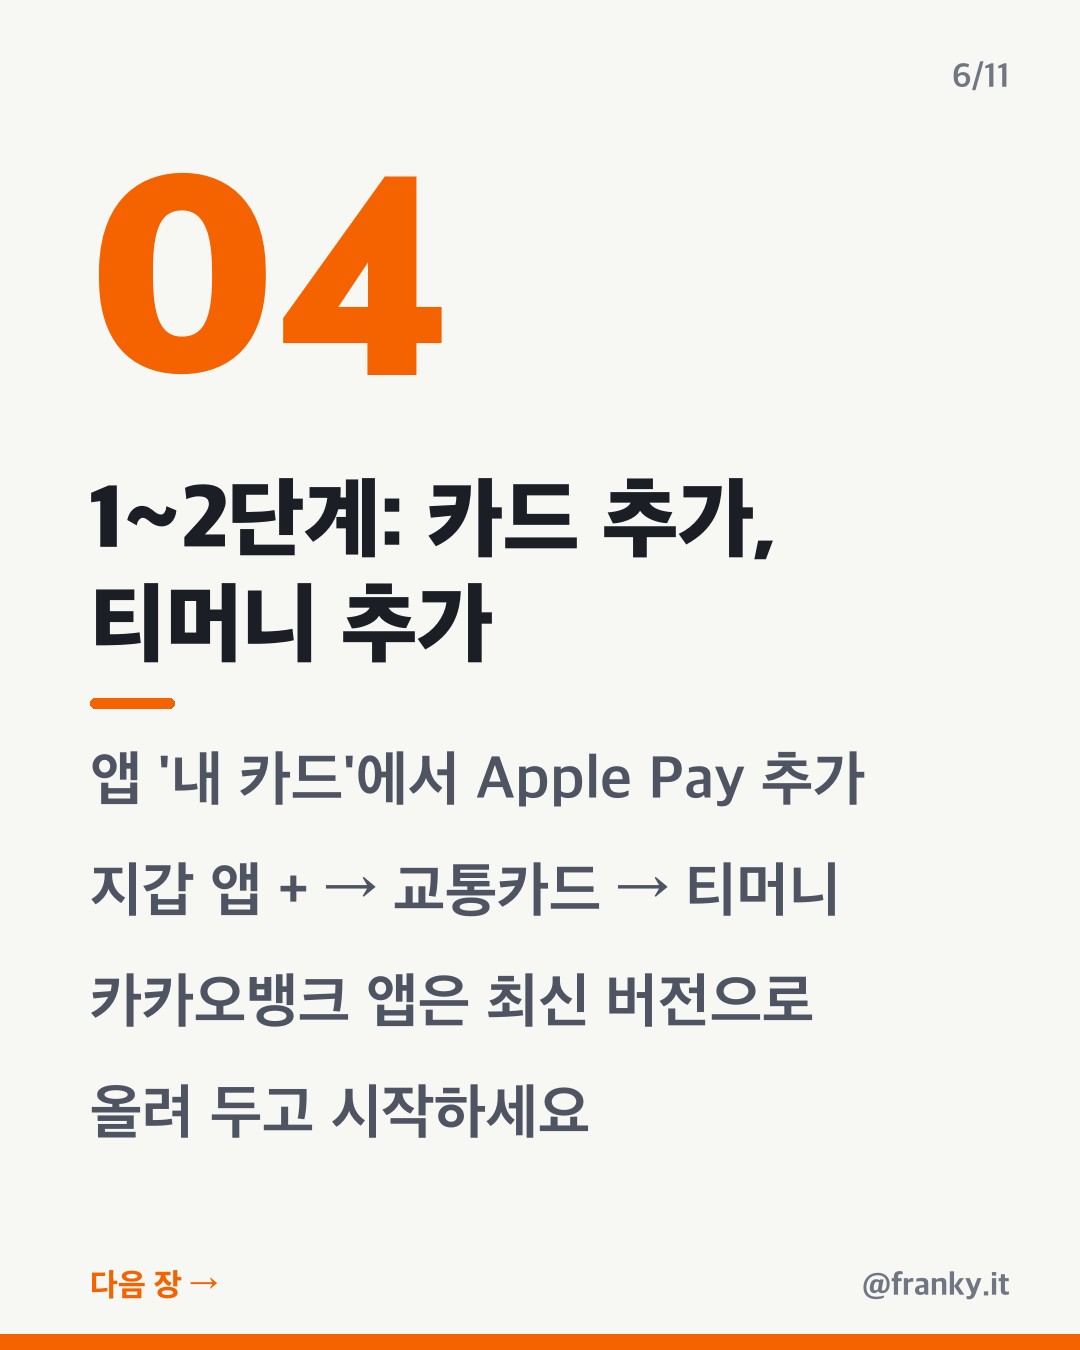 6/11
04
1~2단계: 카드 추가,
티머니 추가
앱 '내 카드'에서 Apple Pay 추가
지갑 앱 + → 교통카드 → 티머니
카카오뱅크 앱은 최신 버전으로
올려 두고 시작하세요
다음 장 →
@franky.it